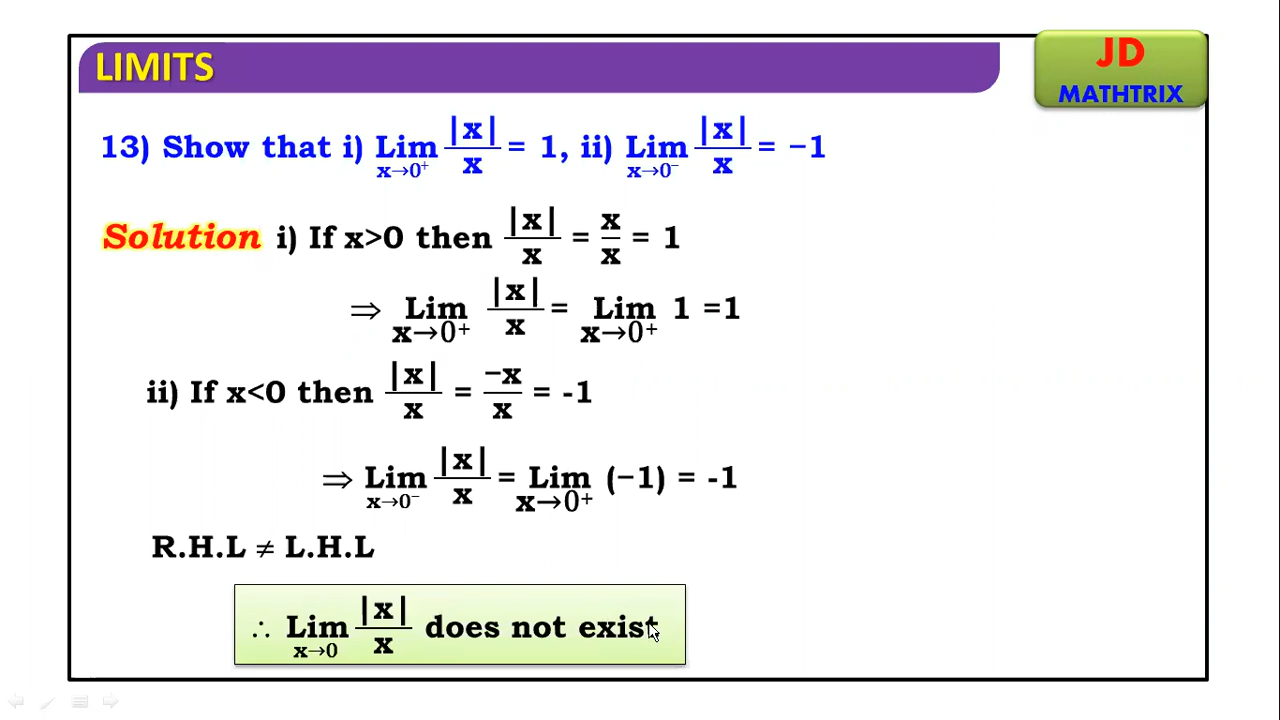 LIMITS
JD
MATHTRIX
13) Show that i) Lim x→0⁺ |x|/x = 1, ii) Lim x→0⁻ |x|/x = −1
Solution i) If x>0 then |x|/x = x/x = 1
⇒ Lim x→0⁺ |x|/x = Lim x→0⁺ 1 =1
ii) If x<0 then |x|/x = −x/x = -1
⇒ Lim x→0⁻ |x|/x = Lim x→0⁺ (−1) = -1
R.H.L ≠ L.H.L
∴ Lim x→0 |x|/x does not exist